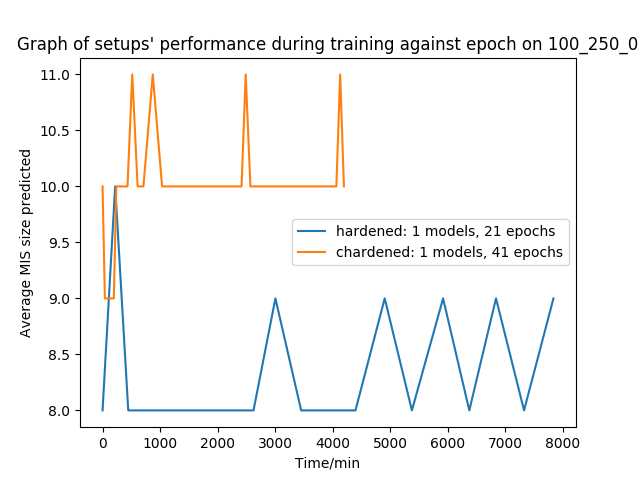 Graph of setups' performance during training against epoch on 100_250_0
11.0
10.5
10.0
9.5
9.0
8.5
8.0
Average MIS size predicted
hardened: 1 models, 21 epochs
chardened: 1 models, 41 epochs
0 1000 2000 3000 4000 5000 6000 7000 8000
Time/min